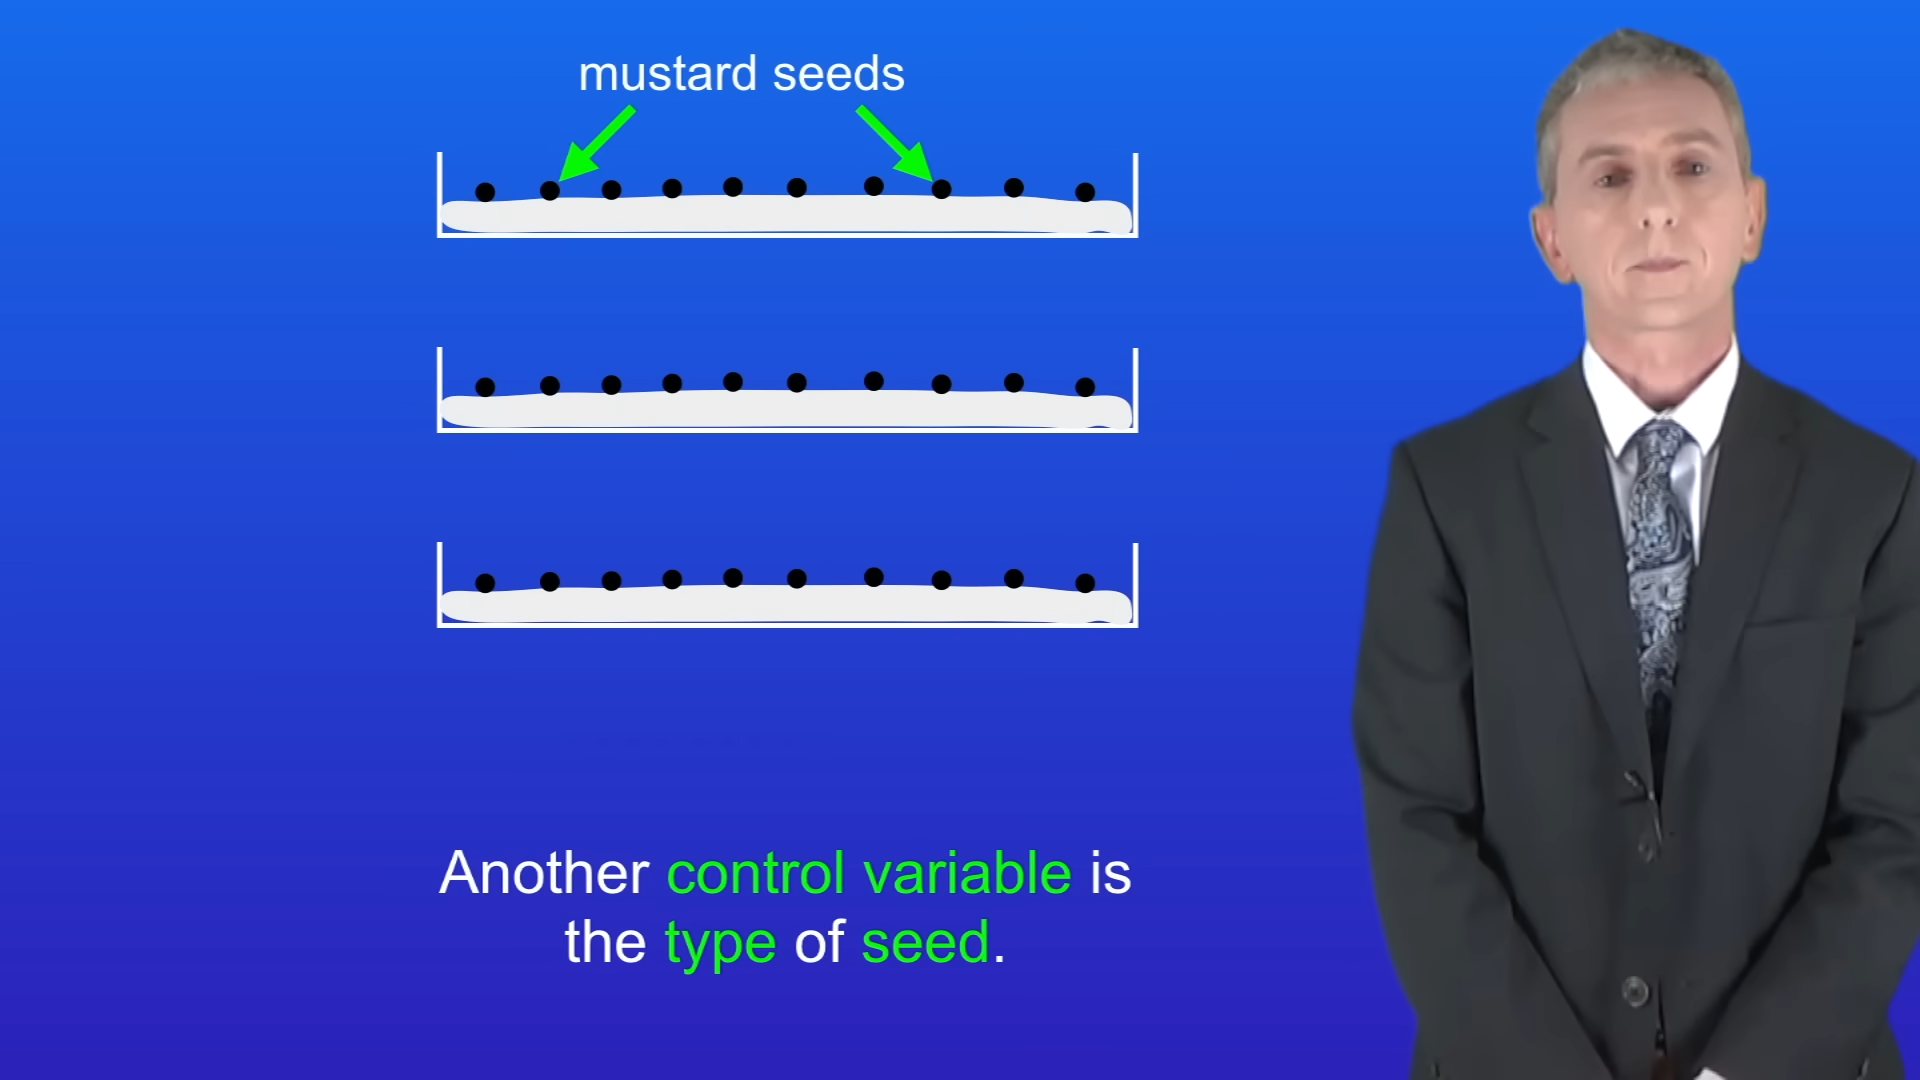 mustard seeds
Another control variable is
the type of seed.